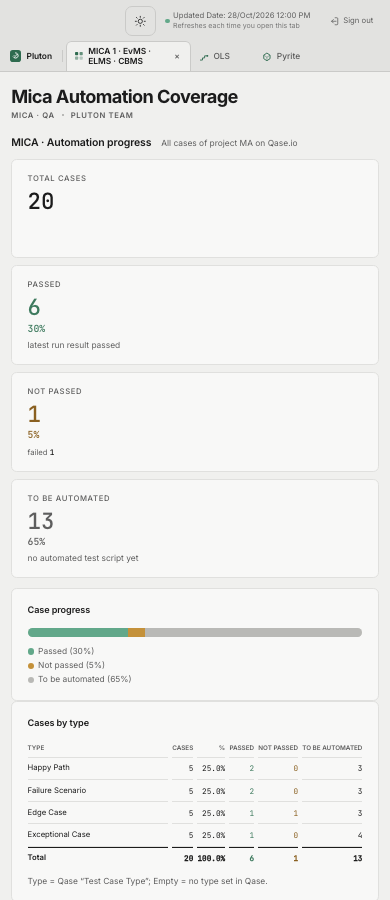 Updated Date: 28/Oct/2026 12:00 PM
Refreshes each time you open this tab
Sign out
Pluton
MICA 1 · EvMS ·
ELMS · CBMS
×
OLS
Pyrite
Mica Automation Coverage
MICA · QA · PLUTON TEAM
MICA · Automation progress All cases of project MA on Qase.io
TOTAL CASES
20
PASSED
6
30%
latest run result passed
NOT PASSED
1
5%
failed 1
TO BE AUTOMATED
13
65%
no automated test script yet
Case progress
Passed (30%)
Not passed (5%)
To be automated (65%)
Cases by type
TYPE CASES % PASSED NOT PASSED TO BE AUTOMATED
Happy Path 5 25.0% 2 0 3
Failure Scenario 5 25.0% 2 0 3
Edge Case 5 25.0% 1 1 3
Exceptional Case 5 25.0% 1 0 4
Total 20 100.0% 6 1 13
Type = Qase “Test Case Type”; Empty = no type set in Qase.